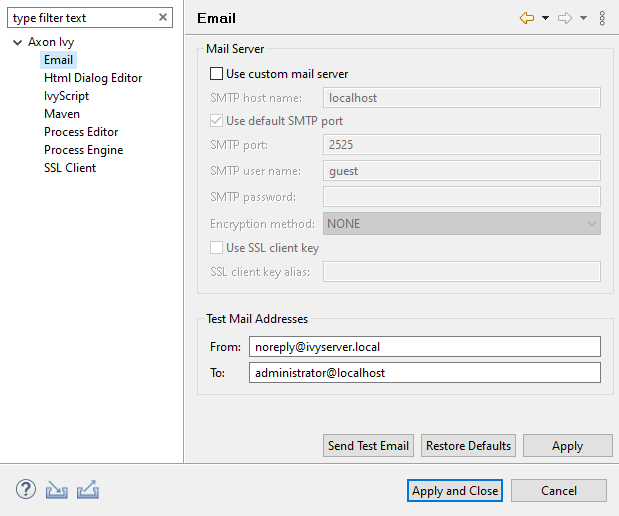 type filter text
Axon Ivy
Email
Html Dialog Editor
IvyScript
Maven
Process Editor
Process Engine
SSL Client
Email
Mail Server
Use custom mail server
SMTP host name: localhost
Use default SMTP port
SMTP port: 2525
SMTP user name: guest
SMTP password:
Encryption method: NONE
Use SSL client key
SSL client key alias:
Test Mail Addresses
From: noreply@ivyserver.local
To: administrator@localhost
Send Test Email Restore Defaults Apply
? Apply and Close Cancel